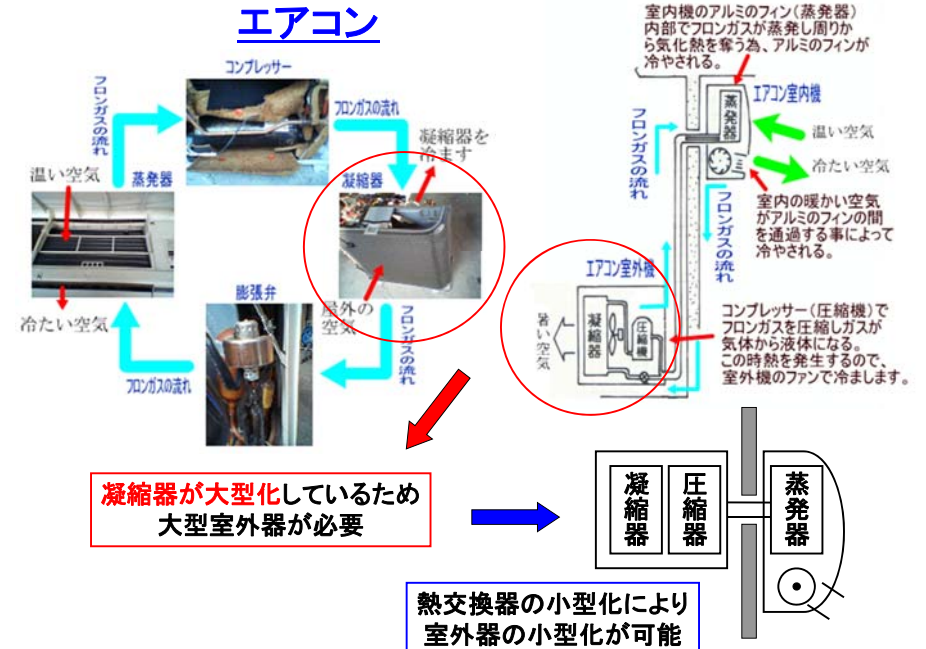 エアコン
コンプレッサー
フロンガスの流れ
フロンガスの流れ
凝縮器を
冷ます
温い空気
蒸発器
凝縮器
冷たい空気
膨張弁
屋外の
空気
フロンガスの流れ
フロンガスの流れ
室内機のアルミのフィン(蒸発器)
内部でフロンガスが蒸発し周りか
ら気化熱を奪う為、アルミのフィンが
冷やされる。
エアコン室内機
蒸発器
フロンガスの流れ
温い空気
冷たい空気
フロンガスの流れ
室内の暖かい空気
がアルミのフィンの間
を通過する事によって
冷やされる。
エアコン室外機
暑い空気
凝縮器
圧縮機
コンプレッサー(圧縮機)で
フロンガスを圧縮しガスが
気体から液体になる。
この時熱を発生するので、
室外機のファンで冷まします。
凝縮器が大型化しているため
大型室外器が必要
凝縮器
圧縮器
蒸発器
熱交換器の小型化により
室外器の小型化が可能